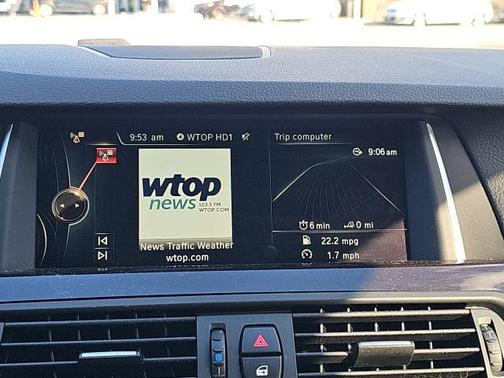 9:53 am WTOP HD1
Trip computer
9:06 am
wtop
news
103.5 FM
WTOP.COM
6 min 0 mi
22.2 mpg
1.7 mph
News Traffic Weather
wtop.com